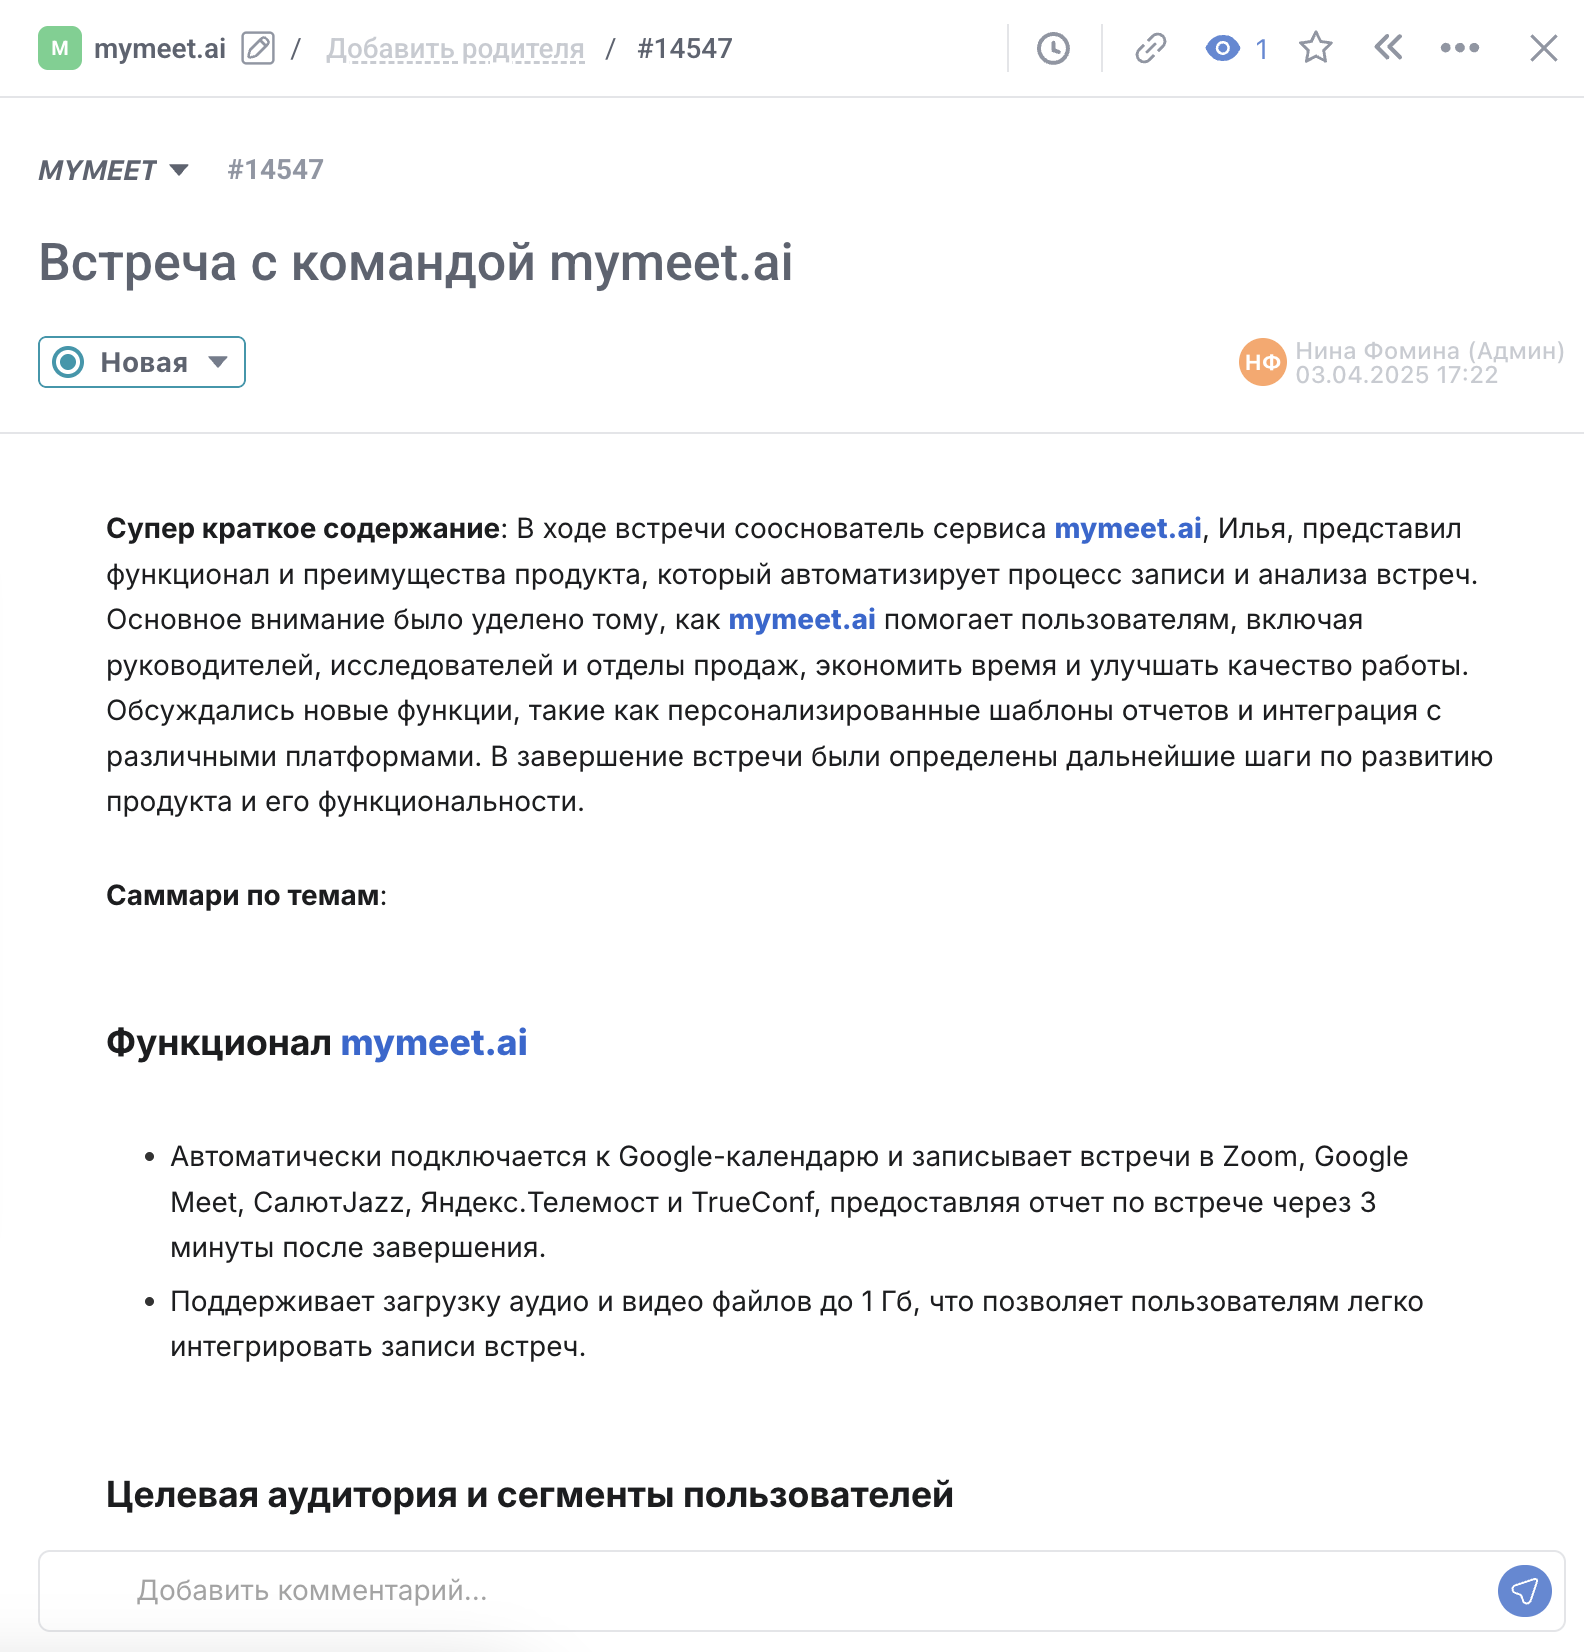 M mymeet.ai / Добавить родителя / #14547 1
MYMEET #14547
Встреча с командой mymeet.ai
Новая
НФ Нина Фомина (Админ)
03.04.2025 17:22
Супер краткое содержание: В ходе встречи сооснователь сервиса mymeet.ai, Илья, представил
функционал и преимущества продукта, который автоматизирует процесс записи и анализа встреч.
Основное внимание было уделено тому, как mymeet.ai помогает пользователям, включая
руководителей, исследователей и отделы продаж, экономить время и улучшать качество работы.
Обсуждались новые функции, такие как персонализированные шаблоны отчетов и интеграция с
различными платформами. В завершение встречи были определены дальнейшие шаги по развитию
продукта и его функциональности.
Саммари по темам:
Функционал mymeet.ai
• Автоматически подключается к Google-календарю и записывает встречи в Zoom, Google
Meet, СалютJazz, Яндекс.Телемост и TrueConf, предоставляя отчет по встрече через 3
минуты после завершения.
• Поддерживает загрузку аудио и видео файлов до 1 Гб, что позволяет пользователям легко
интегрировать записи встреч.
Целевая аудитория и сегменты пользователей
Добавить комментарий...